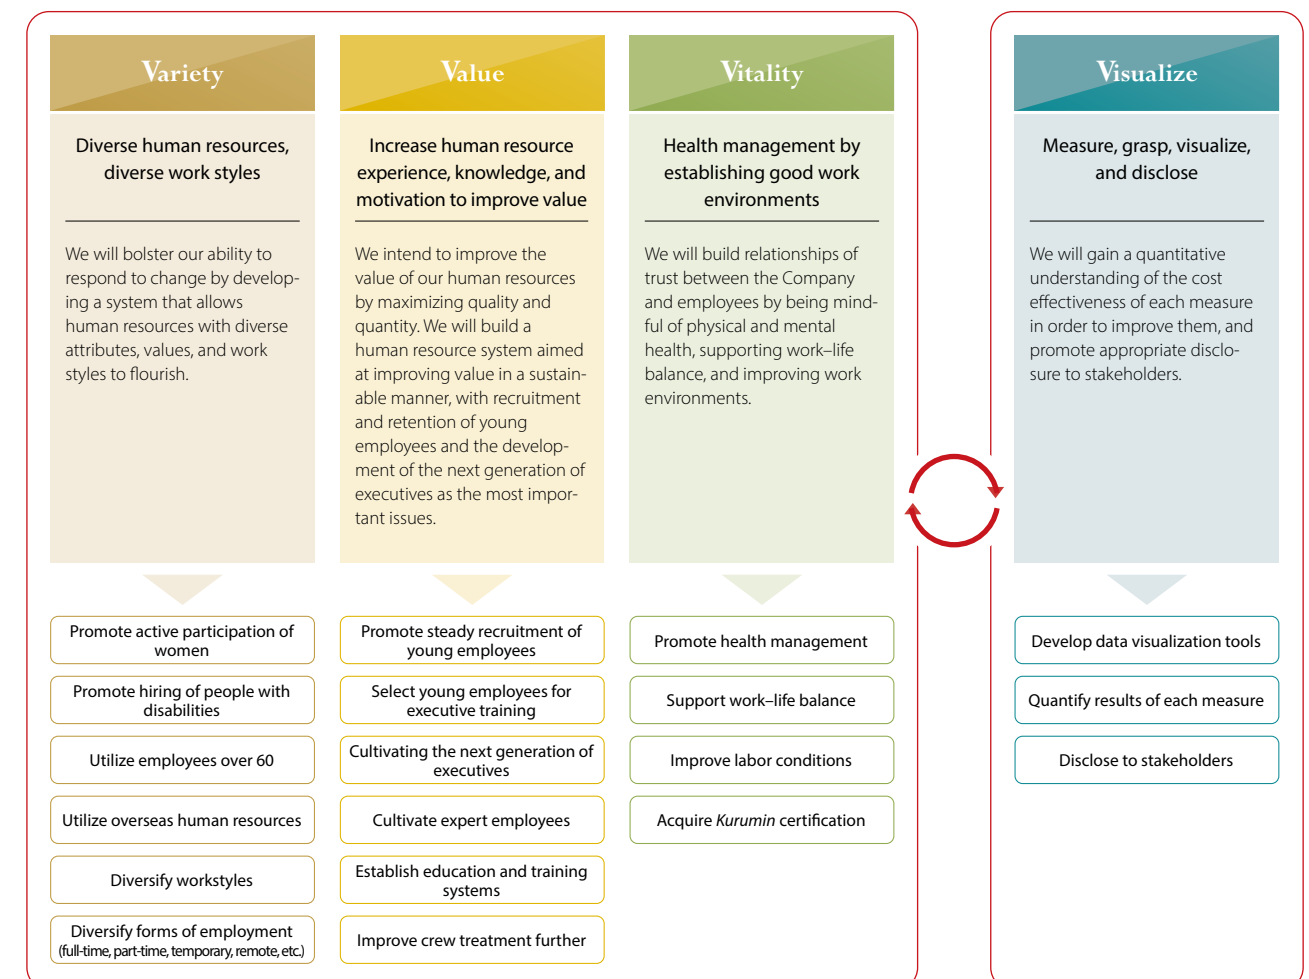 Variety
Diverse human resources,
diverse work styles
We will bolster our ability to
respond to change by develop-
ing a system that allows
human resources with diverse
attributes, values, and work
styles to flourish.
Promote active participation of
women
Promote hiring of people with
disabilities
Utilize employees over 60
Utilize overseas human resources
Diversify workstyles
Diversify forms of employment
(full-time, part-time, temporary, remote, etc.)
Value
Increase human resource
experience, knowledge, and
motivation to improve value
We intend to improve the
value of our human resources
by maximizing quality and
quantity. We will build a
human resource system aimed
at improving value in a sustain-
able manner, with recruitment
and retention of young
employees and the develop-
ment of the next generation of
executives as the most impor-
tant issues.
Promote steady recruitment of
young employees
Select young employees for
executive training
Cultivating the next generation of
executives
Cultivate expert employees
Establish education and training
systems
Improve crew treatment further
Vitality
Health management by
establishing good work
environments
We will build relationships of
trust between the Company
and employees by being mind-
ful of physical and mental
health, supporting work–life
balance, and improving work
environments.
Promote health management
Support work–life balance
Improve labor conditions
Acquire Kurumin certification
Visualize
Measure, grasp, visualize,
and disclose
We will gain a quantitative
understanding of the cost
effectiveness of each measure
in order to improve them, and
promote appropriate disclo-
sure to stakeholders.
Develop data visualization tools
Quantify results of each measure
Disclose to stakeholders